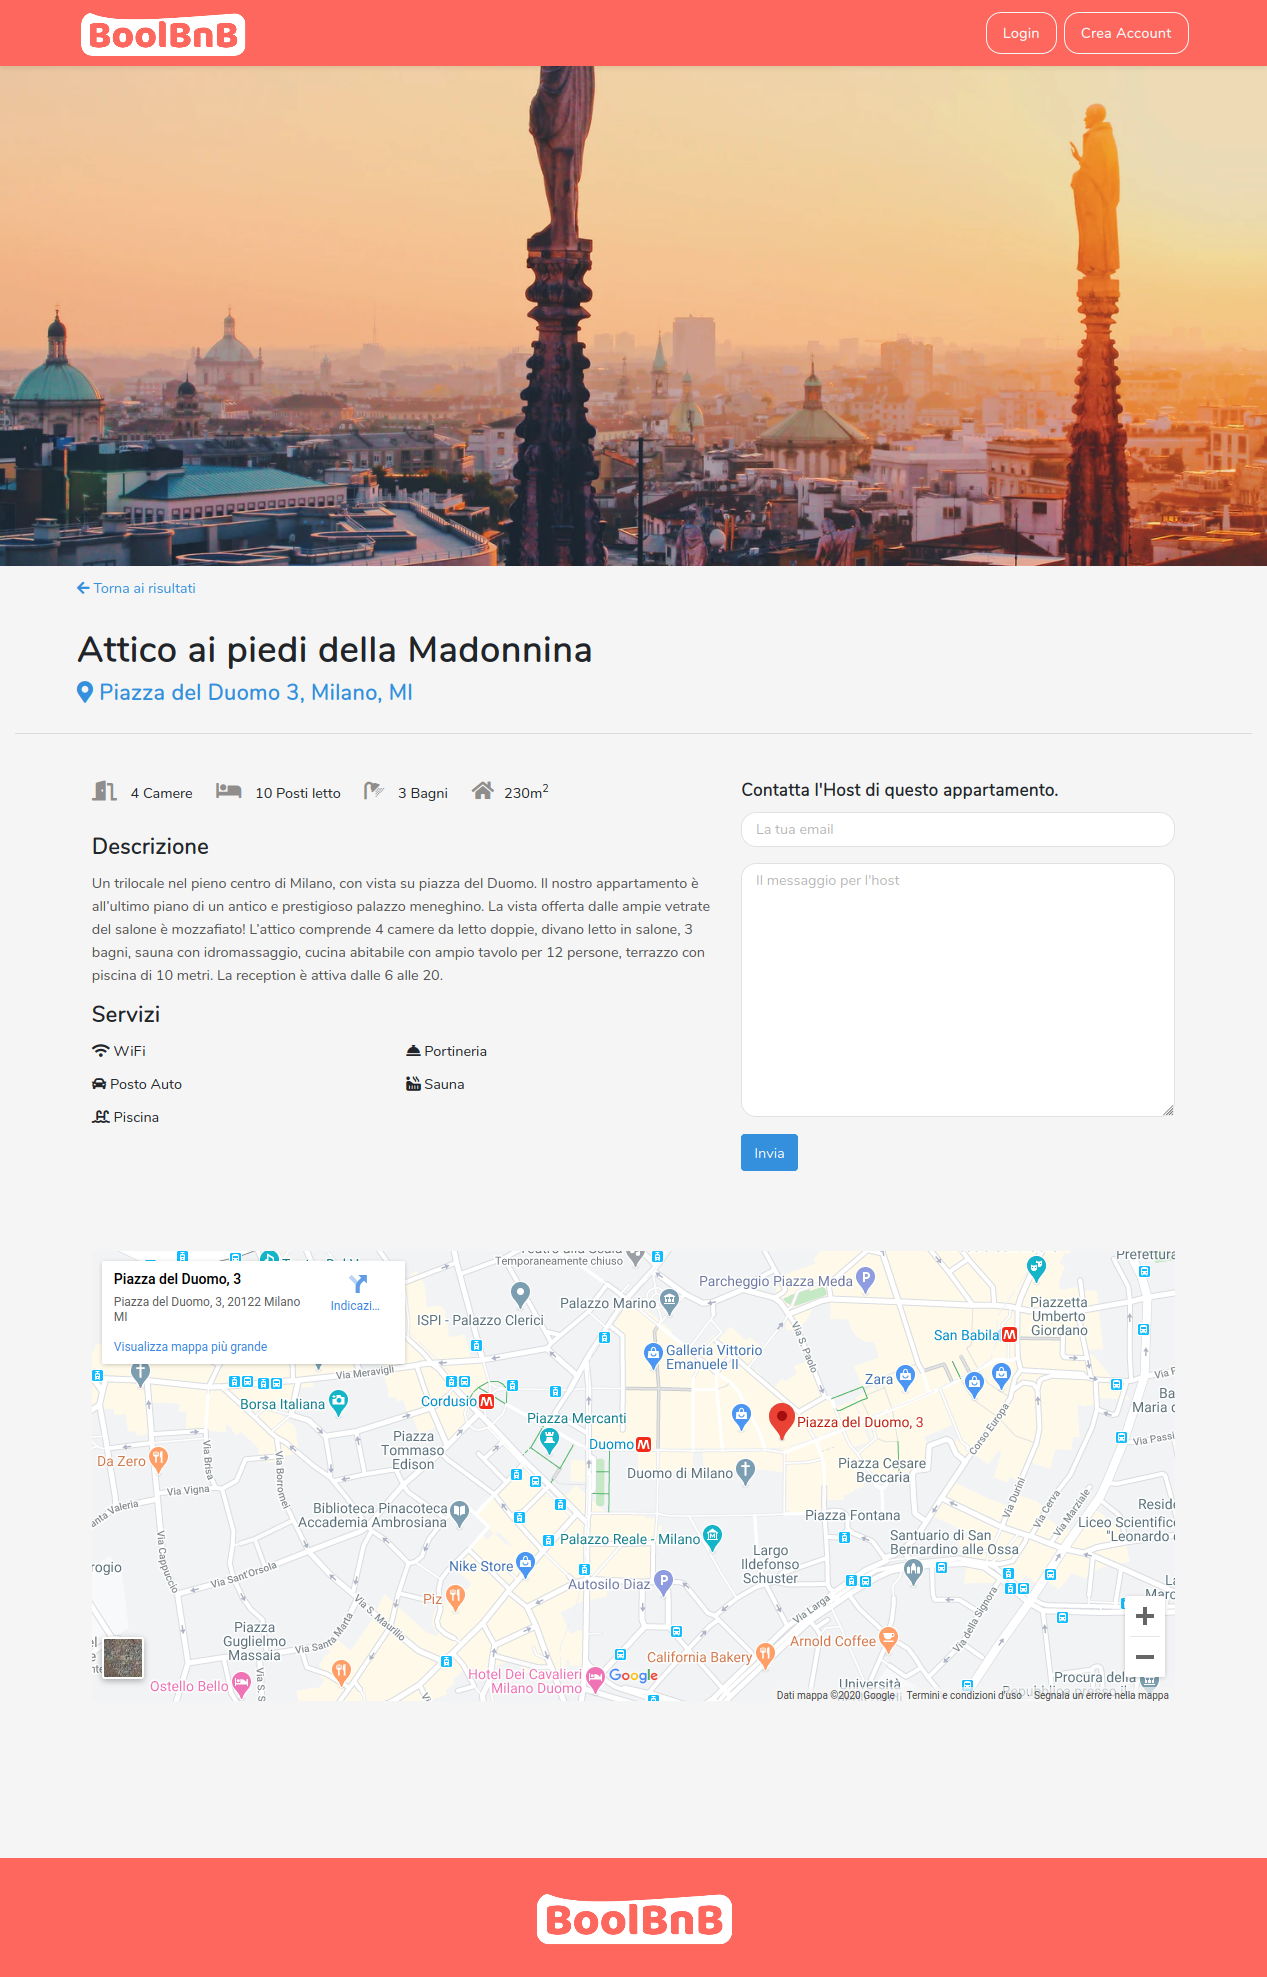 BoolBnB
Login
Crea Account
Torna ai risultati
Attico ai piedi della Madonnina
Piazza del Duomo 3, Milano, MI
4 Camere
10 Posti letto
3 Bagni
230m2
Descrizione
Un trilocale nel pieno centro di Milano, con vista su piazza del Duomo. Il nostro appartamento è
all’ultimo piano di un antico e prestigioso palazzo meneghino. La vista offerta dalle ampie vetrate
del salone è mozzafiato! L’attico comprende 4 camere da letto doppie, divano letto in salone, 3
bagni, sauna con idromassaggio, cucina abitabile con ampio tavolo per 12 persone, terrazzo con
piscina di 10 metri. La reception è attiva dalle 6 alle 20.
Servizi
WiFi
Portineria
Posto Auto
Sauna
Piscina
Contatta l'Host di questo appartamento.
La tua email
Il messaggio per l'host
Invia
Piazza del Duomo, 3
Piazza del Duomo, 3, 20122 Milano
MI
Indicazi...
Visualizza mappa più grande
Temporaneamente chiuso
Prefettura
Parcheggio Piazza Meda
Palazzo Marino
ISPI - Palazzo Clerici
Piazzetta
Umberto
Giordano
San Babila
Via S. Paolo
Galleria Vittorio
Emanuele II
Via Meravigli
Zara
Borsa Italiana
Cordusio
Piazza Mercanti
Piazza del Duomo, 3
Corso Europa
Piazza
Tommaso
Edison
Duomo
Da Zero
Via Brisa
Via Borromei
Duomo di Milano
Piazza Cesare
Beccaria
Via Vigna
Via Durini
Via Cerva
Via Marziale
Biblioteca Pinacoteca
Accademia Ambrosiana
Piazza Fontana
Liceo Scientifico
"Leonardo
Via Cappuccio
Palazzo Reale - Milano
Santuario di San
Bernardino alle Ossa
Largo
Ildefonso
Schuster
Nike Store
Via Sant'Orsola
Autosilo Diaz
Piz
Via S. Maurilio
Via Larga
Via della Signora
Piazza
Guglielmo
Massaia
Via Santa Marta
Arnold Coffee
California Bakery
Hotel Dei Cavalieri
Milano Duomo
Google
Ostello Bello
Via S. S
Università
Procura della
Repubblica presso il
Dati mappa ©2020 Google
Termini e condizioni d'uso
Segnala un errore nella mappa
BoolBnB